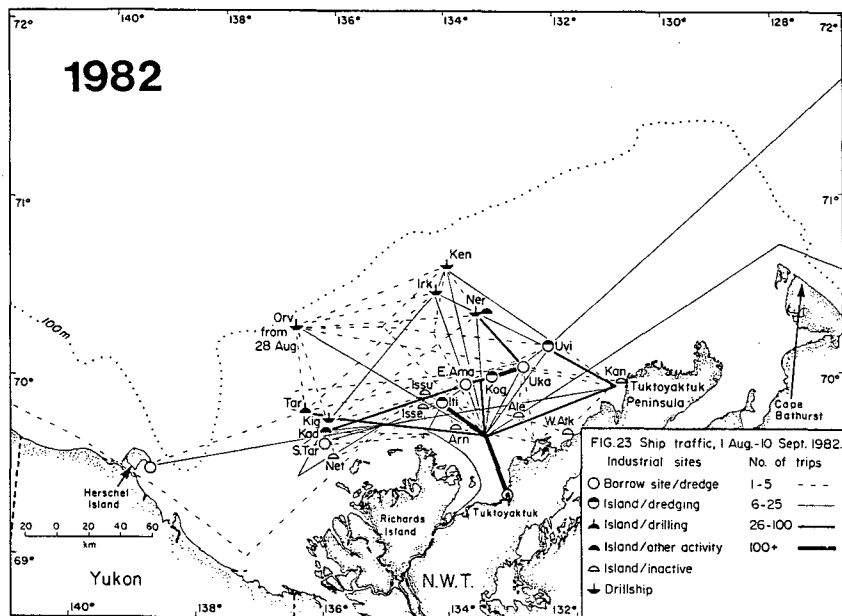 72°
140°
138°
136°
134°
132°
130°
128°
72°
1982
71°
71°
100m
Ken
Irk
Ner
Orv
from
28 Aug.
Uvi
E.Ama
Kog
Uka
Kan
70°
Tuktoyaktuk
Peninsula
70°
Issu
Isse
Iti
Ale
Arn
W.Atk
Cape
Bathurst
Tar
Kig
Kad
S.Tar
Net
Herschel
Island
20 0 20 40 60
km
Richards
Island
Tuktoyaktuk
69°
Yukon
N.W.T.
140°
138°
136°
134°
132°
FIG.23 Ship traffic, 1 Aug.-10 Sept. 1982.
Industrial sites No. of trips
Borrow site/dredge 1-5
Island/dredging 6-25
Island/drilling 26-100
Island/other activity 100+
Island/inactive
Drillship